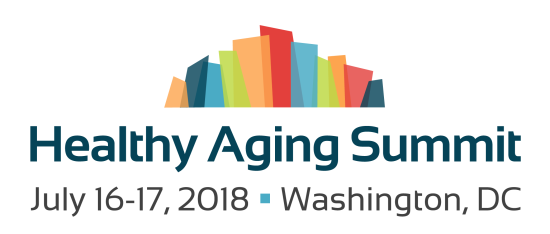 Healthy Aging Summit
July 16-17, 2018 ▪ Washington, DC